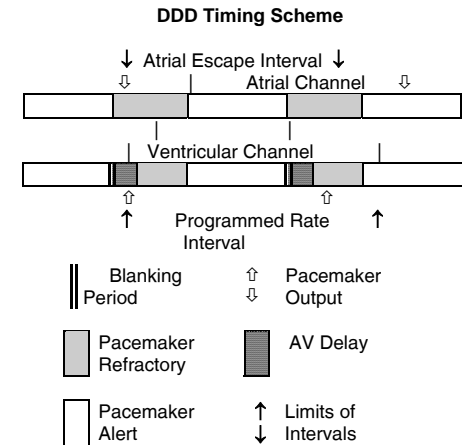 DDD Timing Scheme
Atrial Escape Interval
Atrial Channel
Ventricular Channel
Programmed Rate
Interval
Blanking
Period
Pacemaker
Output
Pacemaker
Refractory
AV Delay
Pacemaker
Alert
Limits of
Intervals